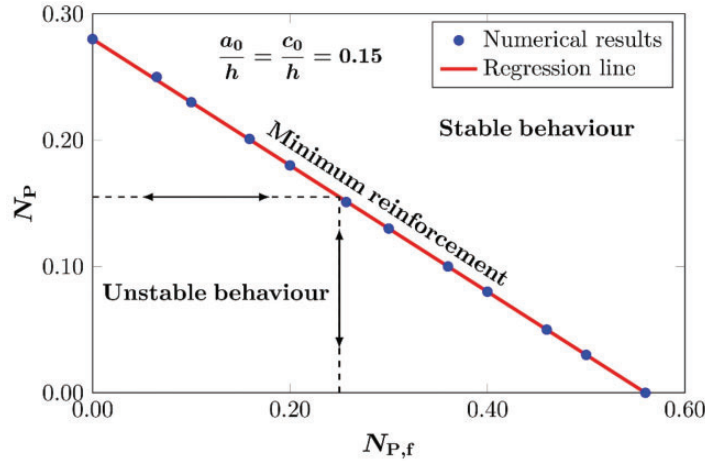 0.30
0.20
0.10
0.00
N_P
a_0/h = c_0/h = 0.15
Numerical results
Regression line
Stable behaviour
Minimum reinforcement
Unstable behaviour
0.00 0.20 0.40 0.60
N_P,f